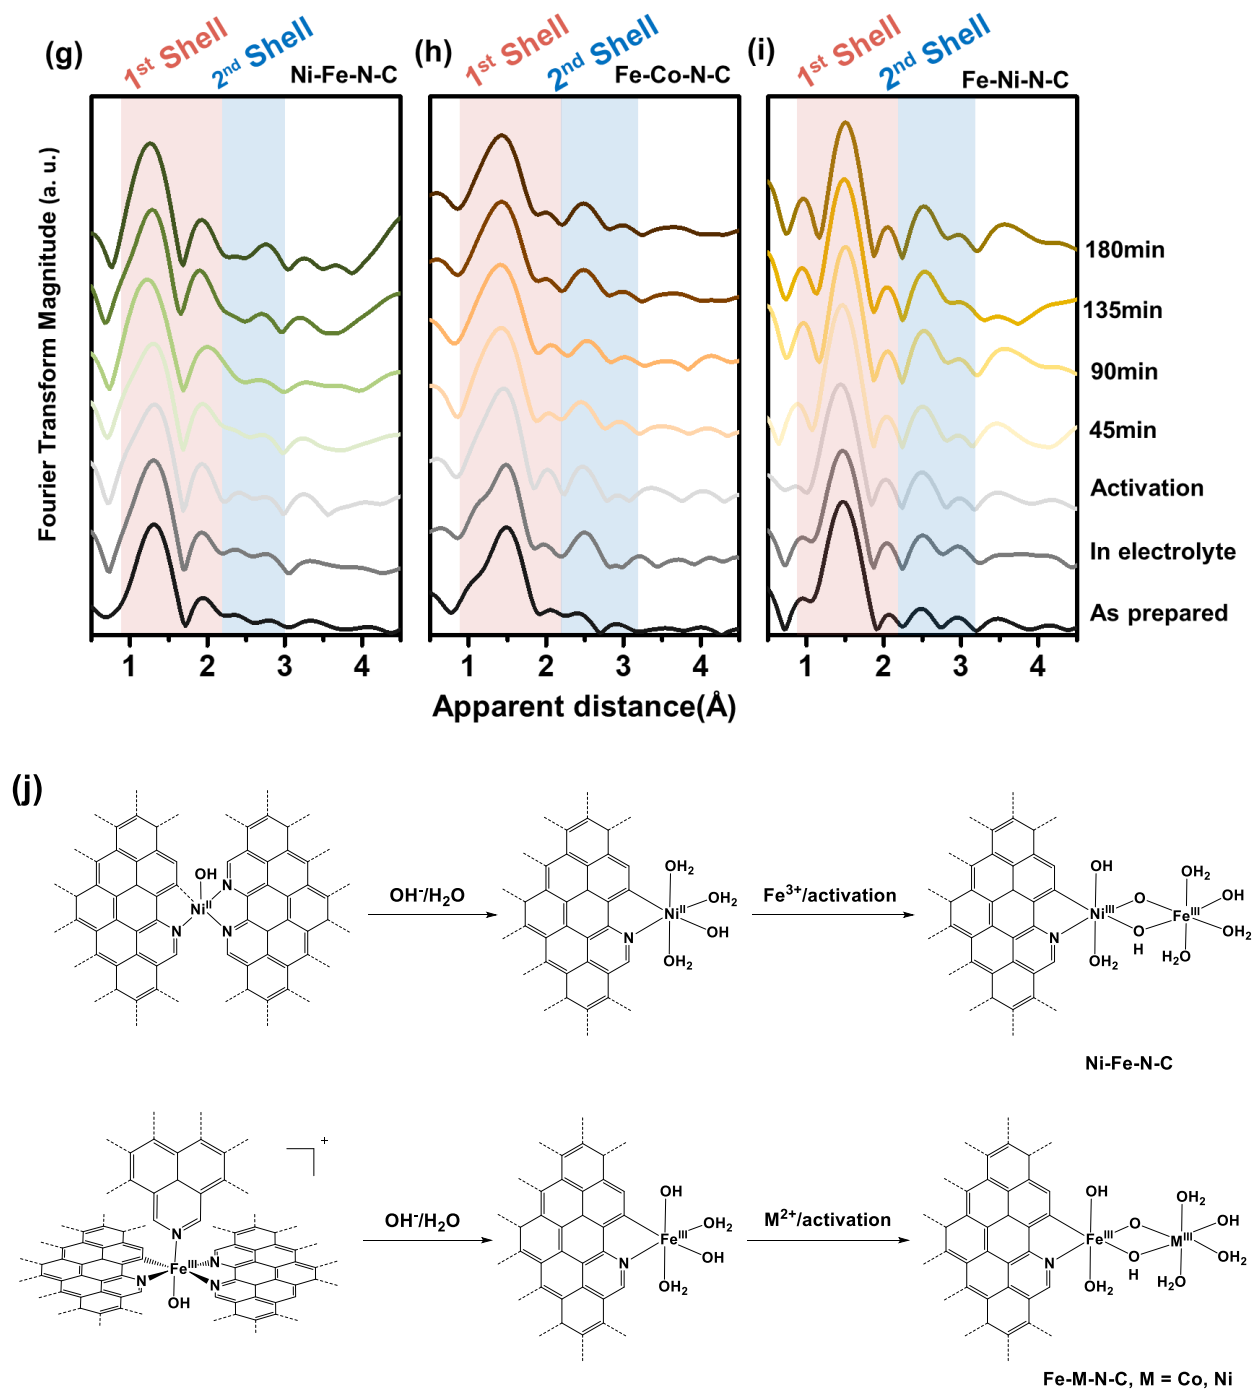 (g)
1st Shell
2nd Shell
Ni-Fe-N-C
(h)
1st Shell
2nd Shell
Fe-Co-N-C
(i)
1st Shell
2nd Shell
Fe-Ni-N-C
Fourier Transform Magnitude (a. u.)
180min
135min
90min
45min
Activation
In electrolyte
As prepared
1 2 3 4
1 2 3 4
1 2 3 4
Apparent distance(Å)
(j)
OH
NiII
N
N
N
OH-/H2O
OH2
OH2
NiII
OH
N
OH2
Fe3+/activation
OH
OH2
O
OH
NiIII
FeIII
O
H
OH2
N
OH2
H2O
Ni-Fe-N-C
+
N
FeIII
N
N
N
OH
OH-/H2O
OH
OH2
FeIII
OH
N
OH2
M2+/activation
OH
OH2
O
OH
FeIII
MIII
O
H
OH2
N
OH2
H2O
Fe-M-N-C, M = Co, Ni